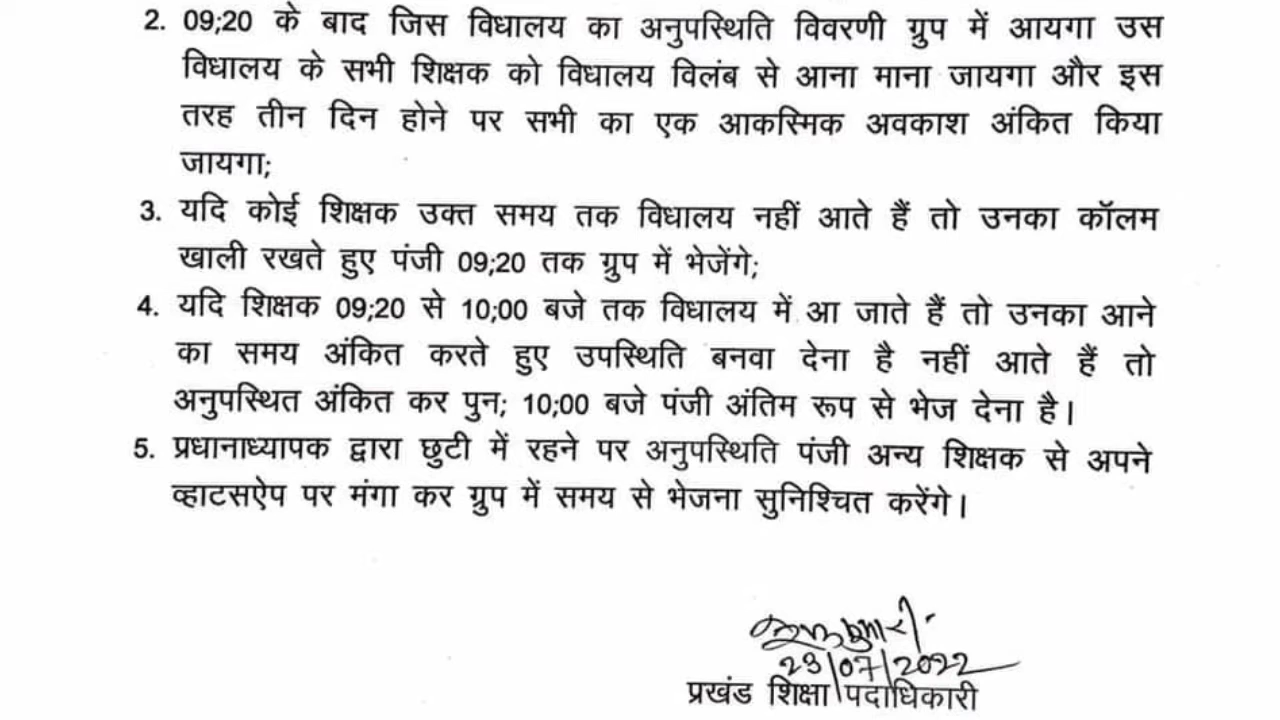 2. 09;20 के बाद जिस विधालय का अनुपस्थिति विवरणी ग्रुप में आयगा उस
विधालय के सभी शिक्षक को विधालय विलंब से आना माना जायगा और इस
तरह तीन दिन होने पर सभी का एक आकस्मिक अवकाश अंकित किया
जायगा;
3. यदि कोई शिक्षक उक्त समय तक विधालय नहीं आते हैं तो उनका कॉलम
खाली रखते हुए पंजी 09;20 तक ग्रुप में भेजेंगे;
4. यदि शिक्षक 09;20 से 10;00 बजे तक विधालय में आ जाते हैं तो उनका आने
का समय अंकित करते हुए उपस्थिति बनवा देना है नहीं आते हैं तो
अनुपस्थित अंकित कर पुन; 10;00 बजे पंजी अंतिम रूप से भेज देना है।
5. प्रधानाध्यापक द्वारा छुटी में रहने पर अनुपस्थिति पंजी अन्य शिक्षक से अपने
व्हाटसऐप पर मंगा कर ग्रुप में समय से भेजना सुनिश्चित करेंगे।
23/07/2022
प्रखंड शिक्षा पदाधिकारी